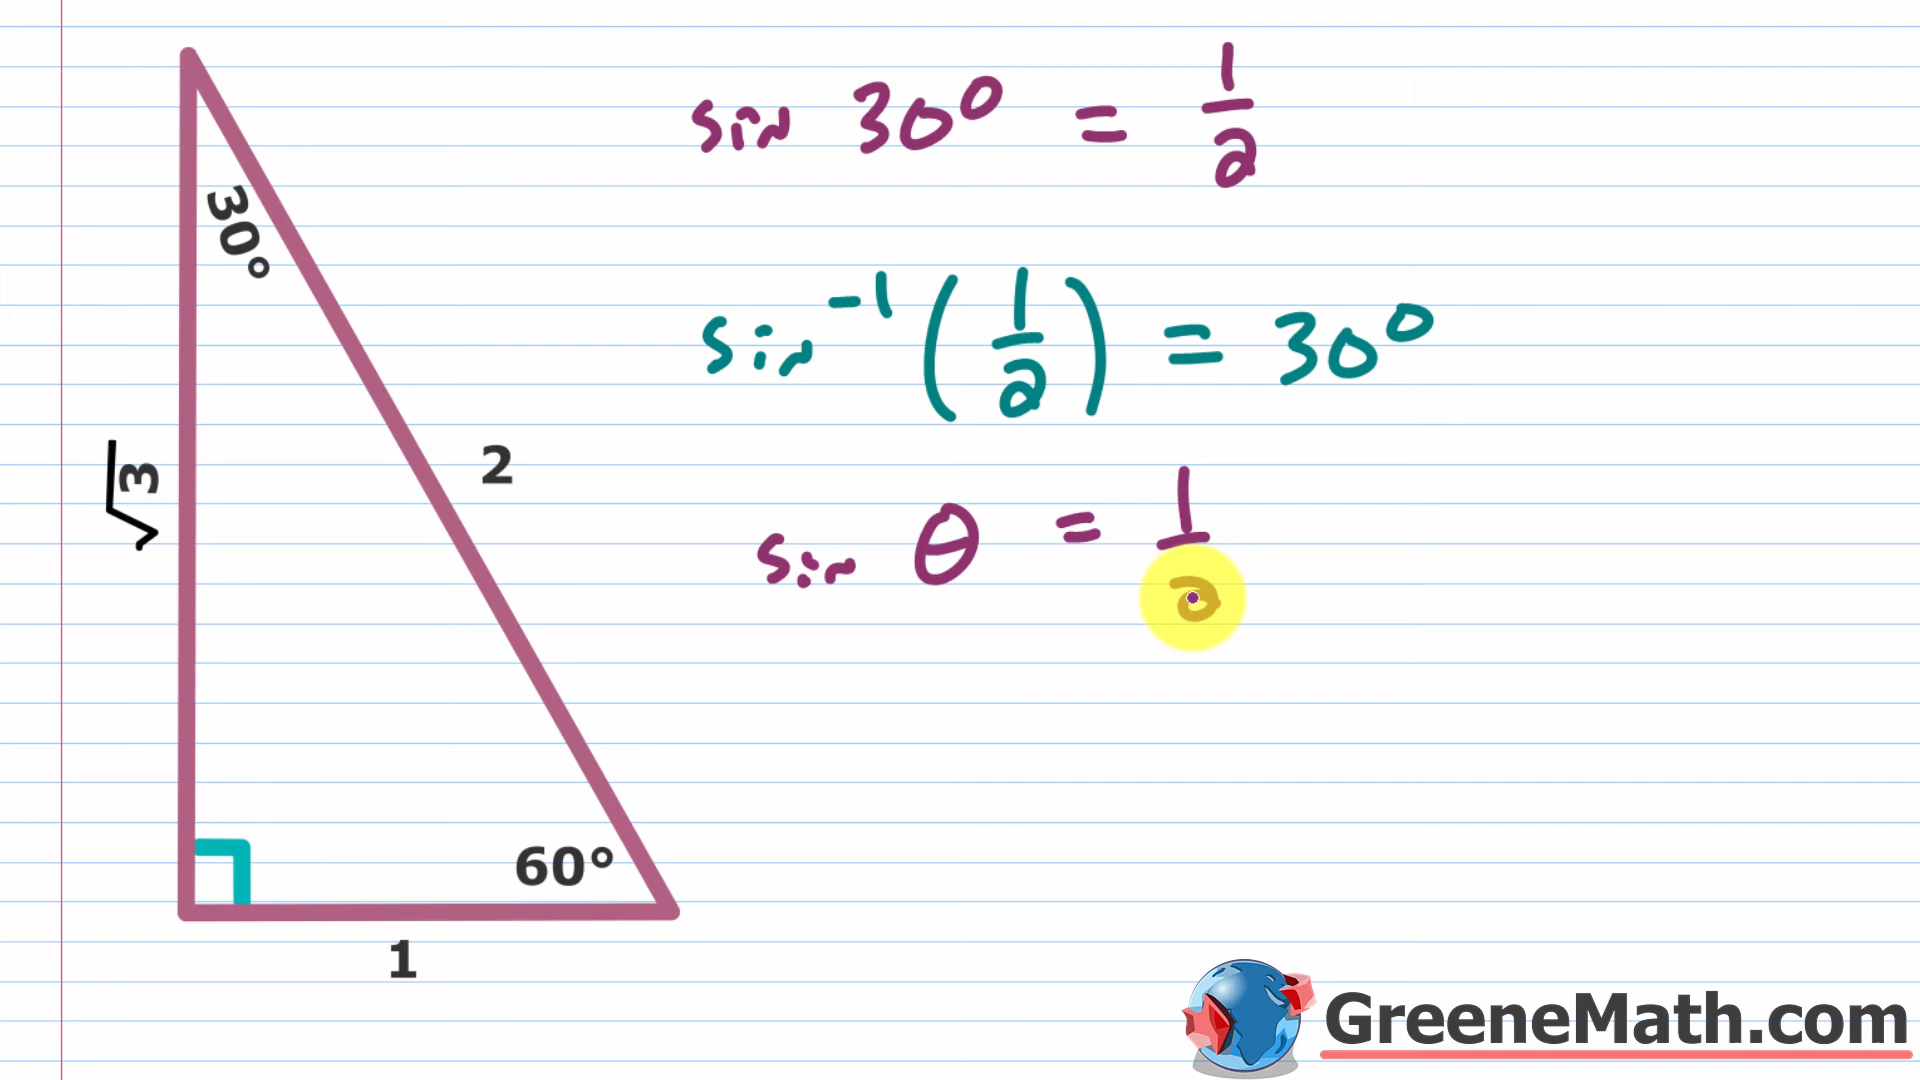 sin 30° = 1/2
30°
sin⁻¹(1/2) = 30°
√3
2
sin θ = 1/2
60°
1
GreeneMath.com